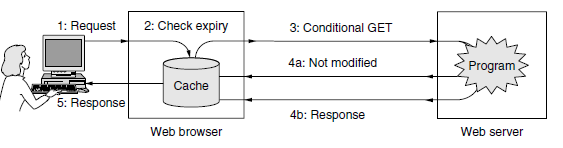 1: Request
2: Check expiry
3: Conditional GET
4a: Not modified
Program
Cache
5: Response
4b: Response
Web browser
Web server